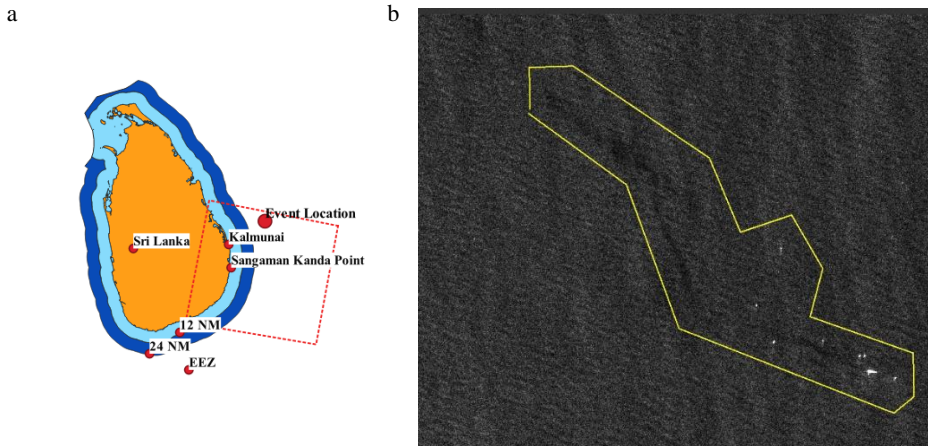 a
b
Event Location
Kalmunai
Sri Lanka
Sangaman Kanda Point
12 NM
24 NM
EEZ